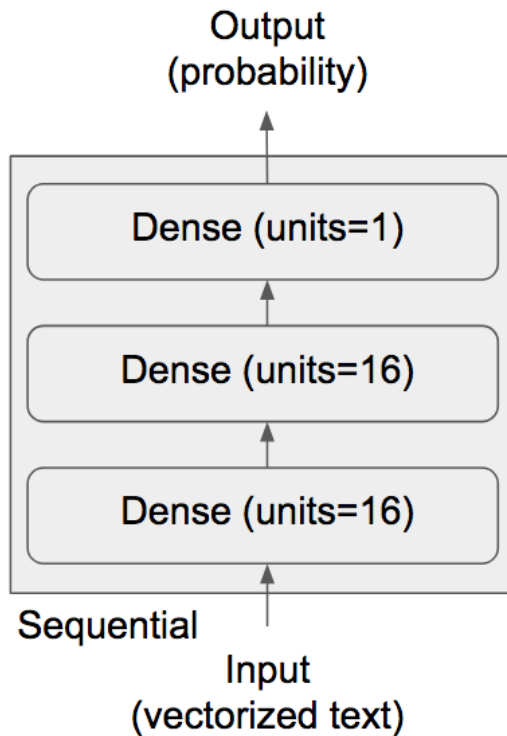 Output
(probability)
Dense (units=1)
Dense (units=16)
Dense (units=16)
Sequential
Input
(vectorized text)